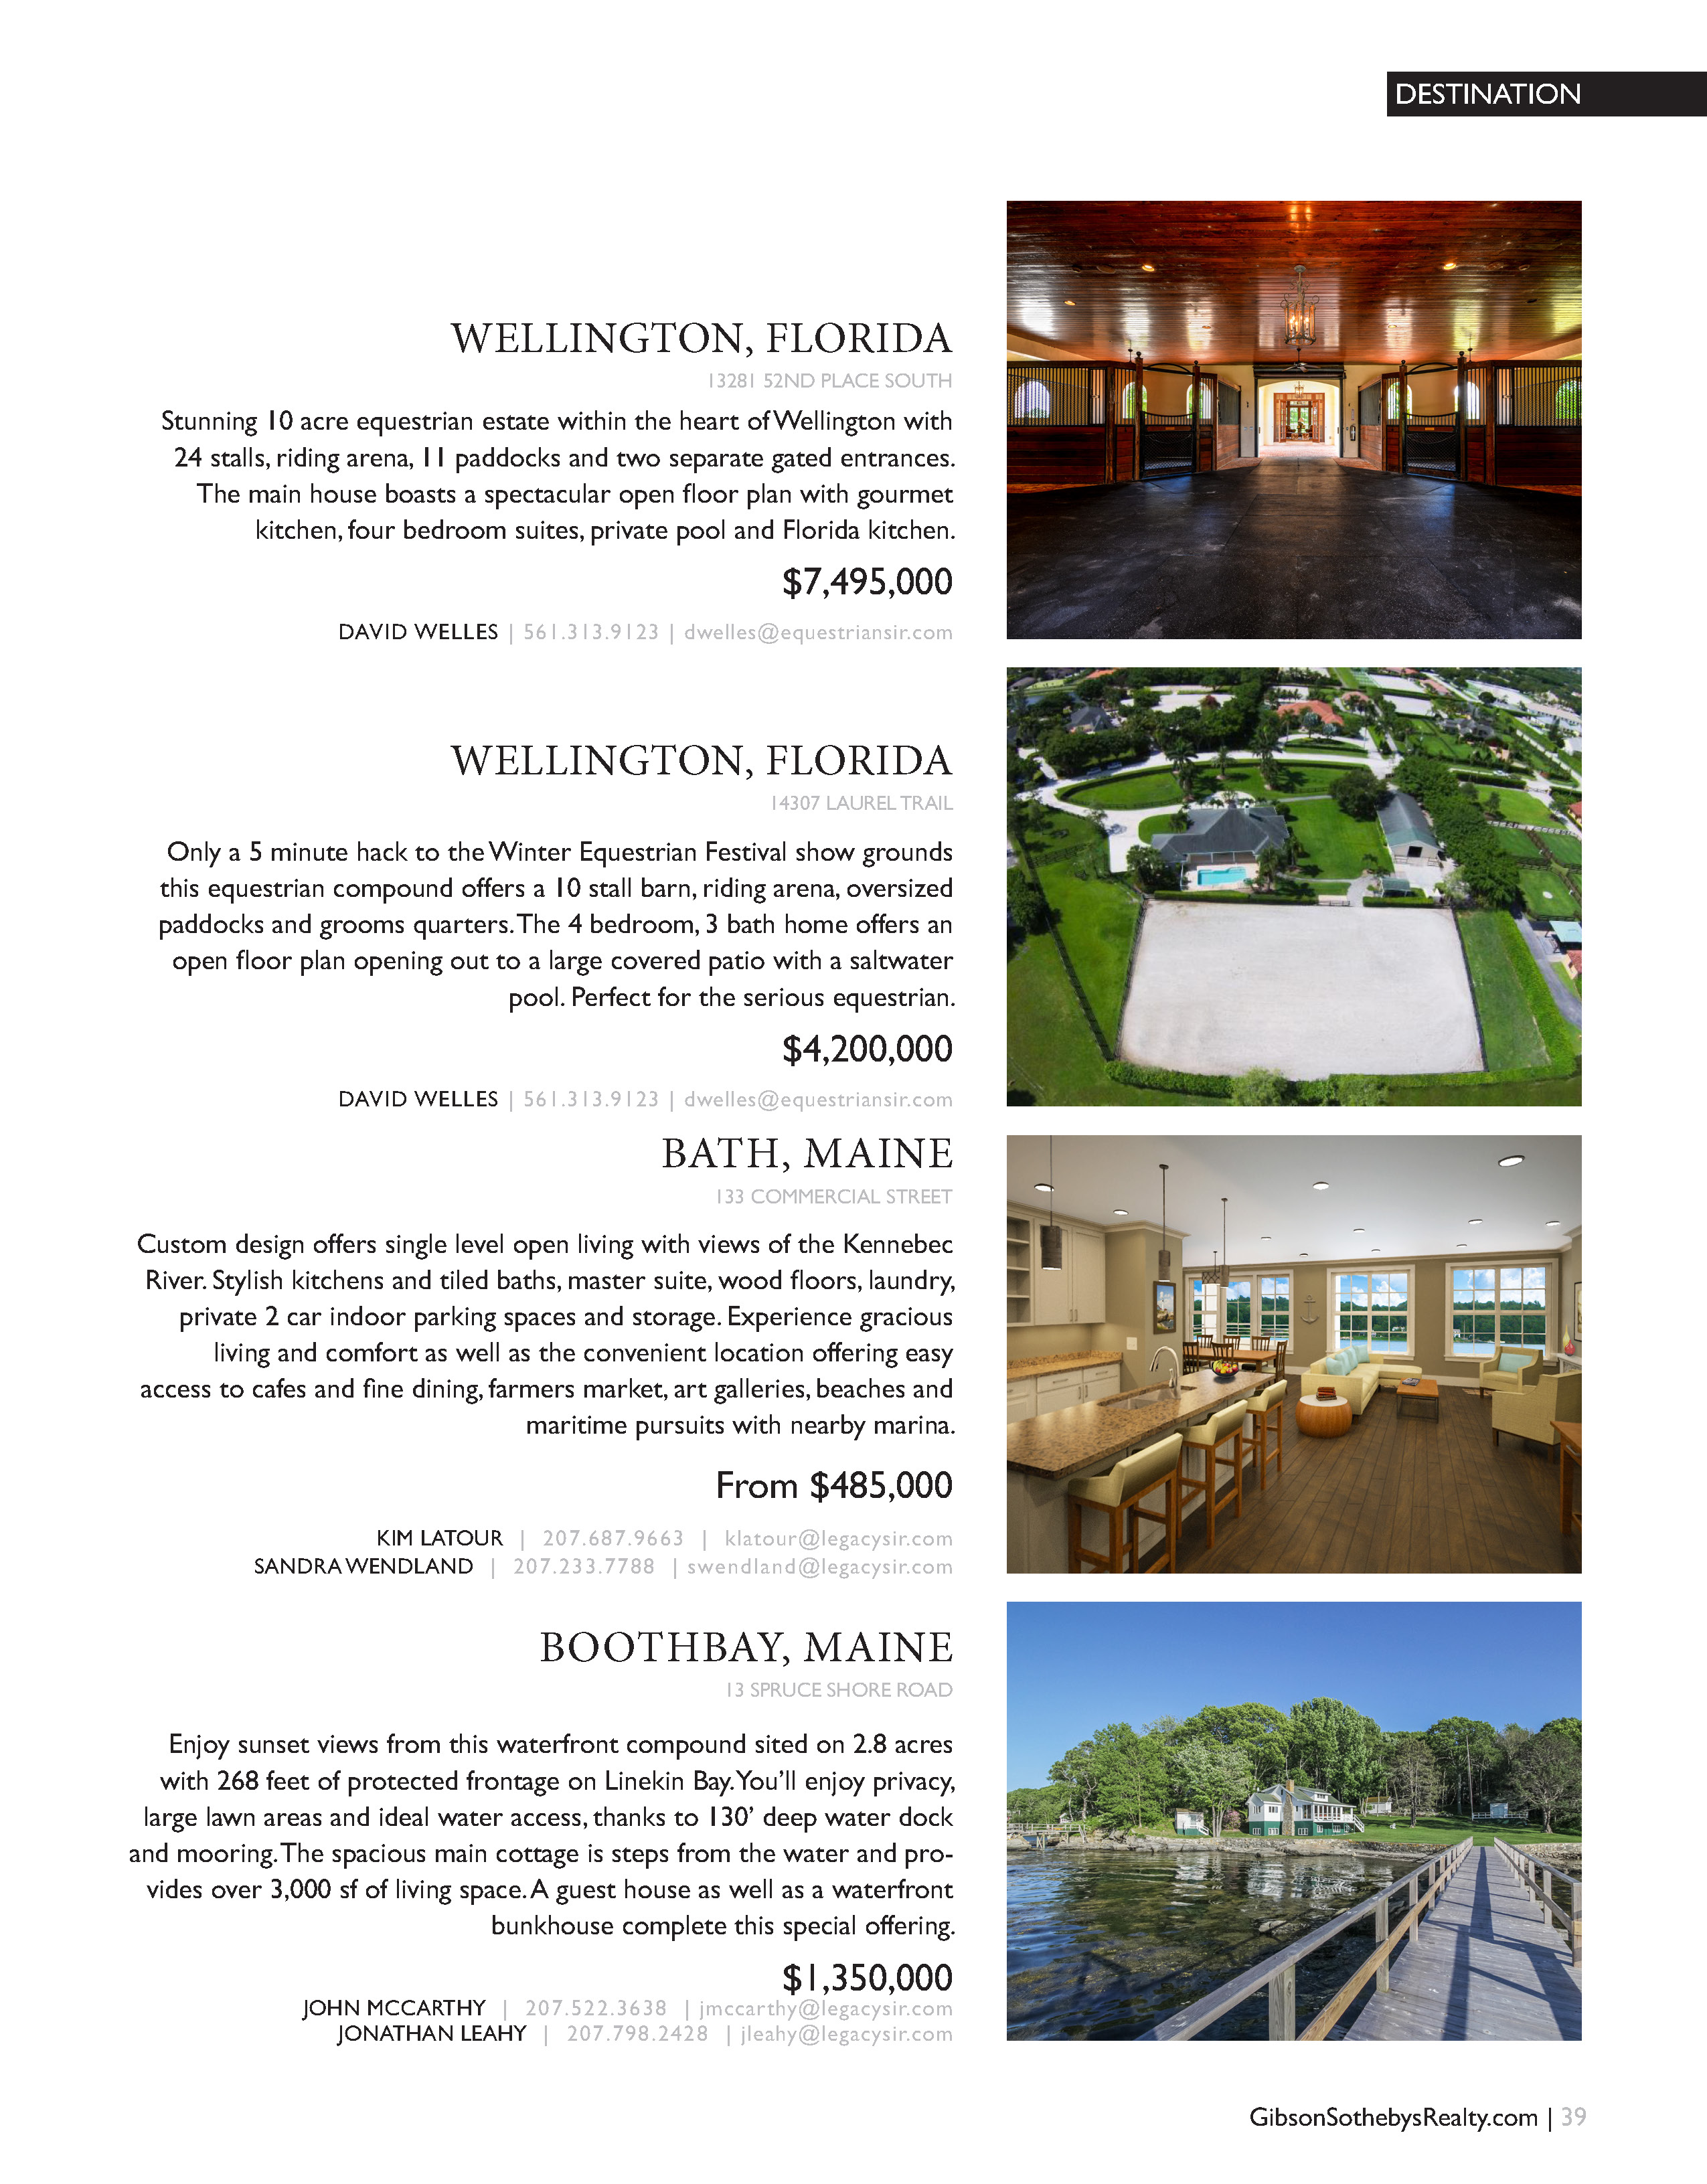 DESTINATION
WELLINGTON, FLORIDA
13281 52ND PLACE SOUTH
Stunning 10 acre equestrian estate within the heart of Wellington with
24 stalls, riding arena, 11 paddocks and two separate gated entrances.
The main house boasts a spectacular open floor plan with gourmet
kitchen, four bedroom suites, private pool and Florida kitchen.
$7,495,000
DAVID WELLES | 561.313.9123 | dwelles@equestriansir.com
WELLINGTON, FLORIDA
14307 LAUREL TRAIL
Only a 5 minute hack to the Winter Equestrian Festival show grounds
this equestrian compound offers a 10 stall barn, riding arena, oversized
paddocks and grooms quarters. The 4 bedroom, 3 bath home offers an
open floor plan opening out to a large covered patio with a saltwater
pool. Perfect for the serious equestrian.
$4,200,000
DAVID WELLES | 561.313.9123 | dwelles@equestriansir.com
BATH, MAINE
133 COMMERCIAL STREET
Custom design offers single level open living with views of the Kennebec
River. Stylish kitchens and tiled baths, master suite, wood floors, laundry,
private 2 car indoor parking spaces and storage. Experience gracious
living and comfort as well as the convenient location offering easy
access to cafes and fine dining, farmers market, art galleries, beaches and
maritime pursuits with nearby marina.
From $485,000
KIM LATOUR | 207.687.9663 | klatour@legacysir.com
SANDRA WENDLAND | 207.233.7788 | swendland@legacysir.com
BOOTHBAY, MAINE
13 SPRUCE SHORE ROAD
Enjoy sunset views from this waterfront compound sited on 2.8 acres
with 268 feet of protected frontage on Linekin Bay. You'll enjoy privacy,
large lawn areas and ideal water access, thanks to 130' deep water dock
and mooring. The spacious main cottage is steps from the water and pro-
vides over 3,000 sf of living space. A guest house as well as a waterfront
bunkhouse complete this special offering.
$1,350,000
JOHN MCCARTHY | 207.522.3638 | jmccarthy@legacysir.com
JONATHAN LEAHY | 207.798.2428 | jleahy@legacysir.com
GibsonSothebysRealty.com | 39